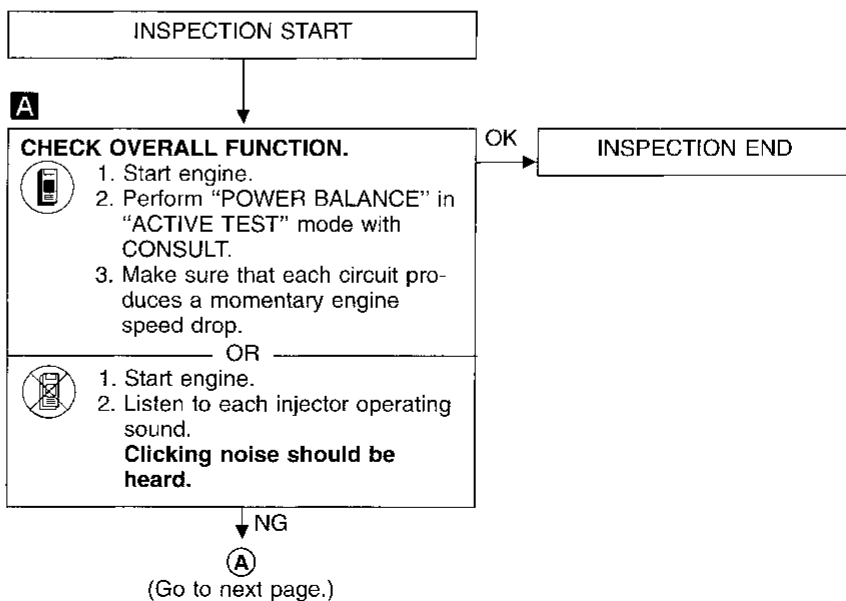 INSPECTION START
A
CHECK OVERALL FUNCTION.
1. Start engine.
2. Perform “POWER BALANCE” in
“ACTIVE TEST” mode with
CONSULT.
3. Make sure that each circuit pro-
duces a momentary engine
speed drop.
OR
1. Start engine.
2. Listen to each injector operating
sound.
Clicking noise should be
heard.
OK
INSPECTION END
NG
A
(Go to next page.)